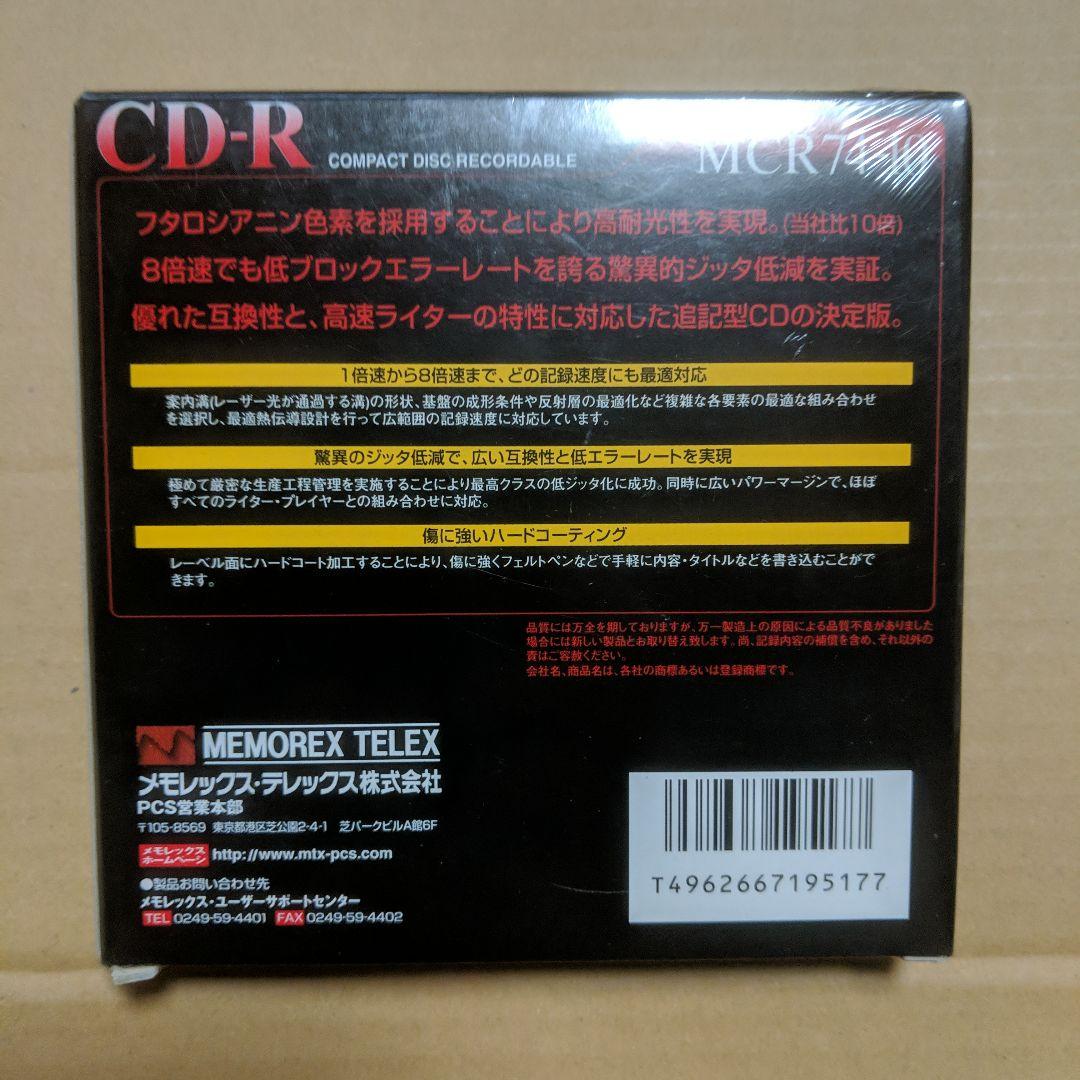 CD-R COMPACT DISC RECORDABLE
フタロシアニン色素を採用することにより高耐光性を実現。(当社比10倍)
8倍速でも低ブロックエラーレートを誇る驚異的ジッタ低減を実証。
優れた互換性と、高速ライターの特性に対応した追記型CDの決定版。
1倍速から8倍速まで、どの記録速度にも最適対応
案内溝(レーザー光が通過する溝)の形状、基盤の成形条件や反射層の最適化など複雑な各要素の最適な組み合わせ
を選択し、最適熱伝導設計を行って広範囲の記録速度に対応しています。
驚異のジッタ低減で、広い互換性と低エラーレートを実現
極めて厳密な生産工程管理を実施することにより最高クラスの低ジッタ化に成功。同時に広いパワーマージンで、ほぼ
すべてのライター・プレイヤーとの組み合わせに対応。
傷に強いハードコーティング
レーベル面にハードコート加工することにより、傷に強くフェルトペンなどで手軽に内容・タイトルなどを書き込むことがで
きます。
品質には万全を期しておりますが、万一製造上の原因による品質不良がありました
場合には新しい製品とお取り替え致します。尚、記録内容の補償を含め、それ以外の
責はご容赦ください。
会社名、商品名は、各社の商標あるいは登録商標です。
MEMOREX TELEX
メモレックス・テレックス株式会社
PCS営業本部
〒105-8569 東京都港区芝公園2-4-1 芝パークビルA館6F
メモレックス
ホームページ http://www.mtx-pcs.com
●製品お問い合わせ先
メモレックス・ユーザーサポートセンター
TEL 0249-59-4401 FAX 0249-59-4402
T4962667195177